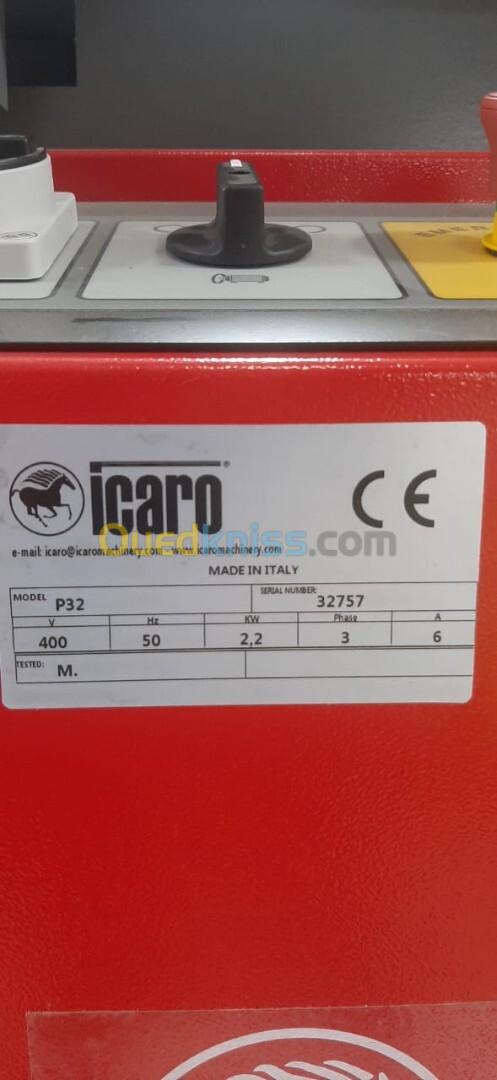 EMER
icaro®
CE
Ouedkniss.com
e-mail: icaro@icaromachinery.com - www.icaromachinery.com
MADE IN ITALY
MODEL P32 SERIAL NUMBER: 32757
V Hz KW Phase A
400 50 2,2 3 6
TESTED: M.